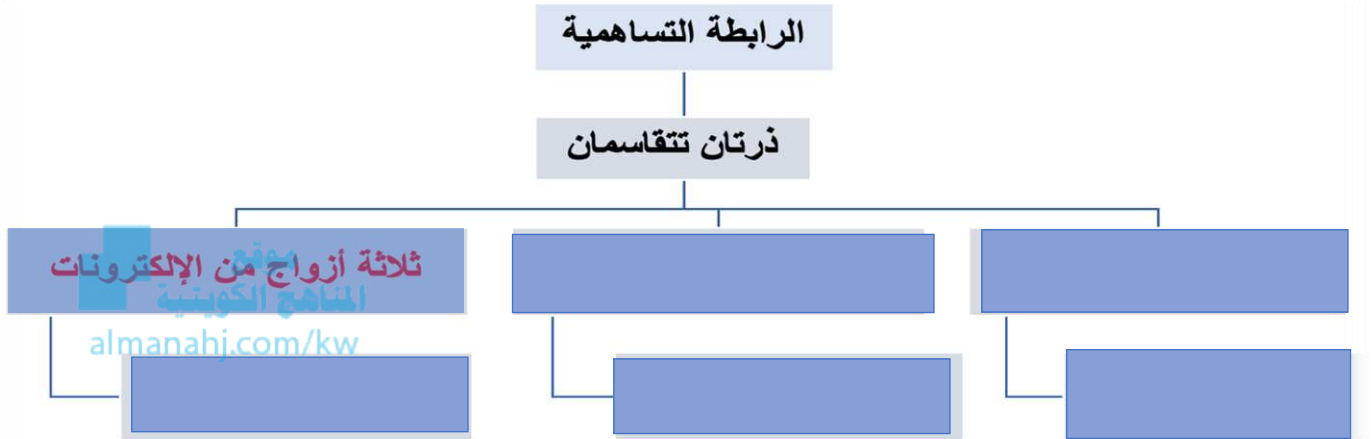 الرابطة التساهمية
ذرتان تتقاسمان
ثلاثة أزواج من الإلكترونات
موقع
المناهج الكويتية
almanahj.com/kw